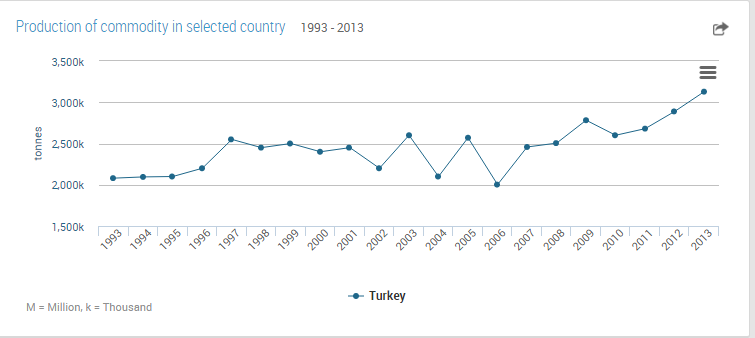 Production of commodity in selected country 1993 - 2013
3,500k
3,000k
2,500k
2,000k
1,500k
tonnes
1993 1994 1995 1996 1997 1998 1999 2000 2001 2002 2003 2004 2005 2006 2007 2008 2009 2010 2011 2012 2013
Turkey
M = Million, k = Thousand